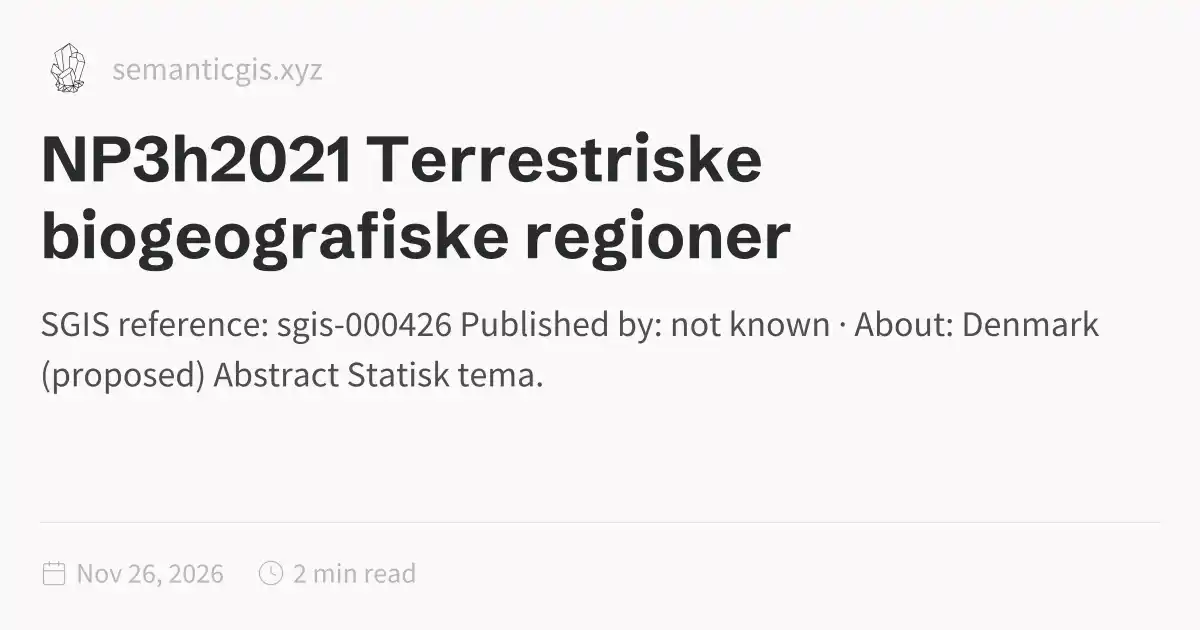 semanticgis.xyz
NP3h2021 Terrestriske
biogeografiske regioner
SGIS reference: sgis-000426 Published by: not known · About: Denmark
(proposed) Abstract Statisk tema.
Nov 26, 2026 2 min read